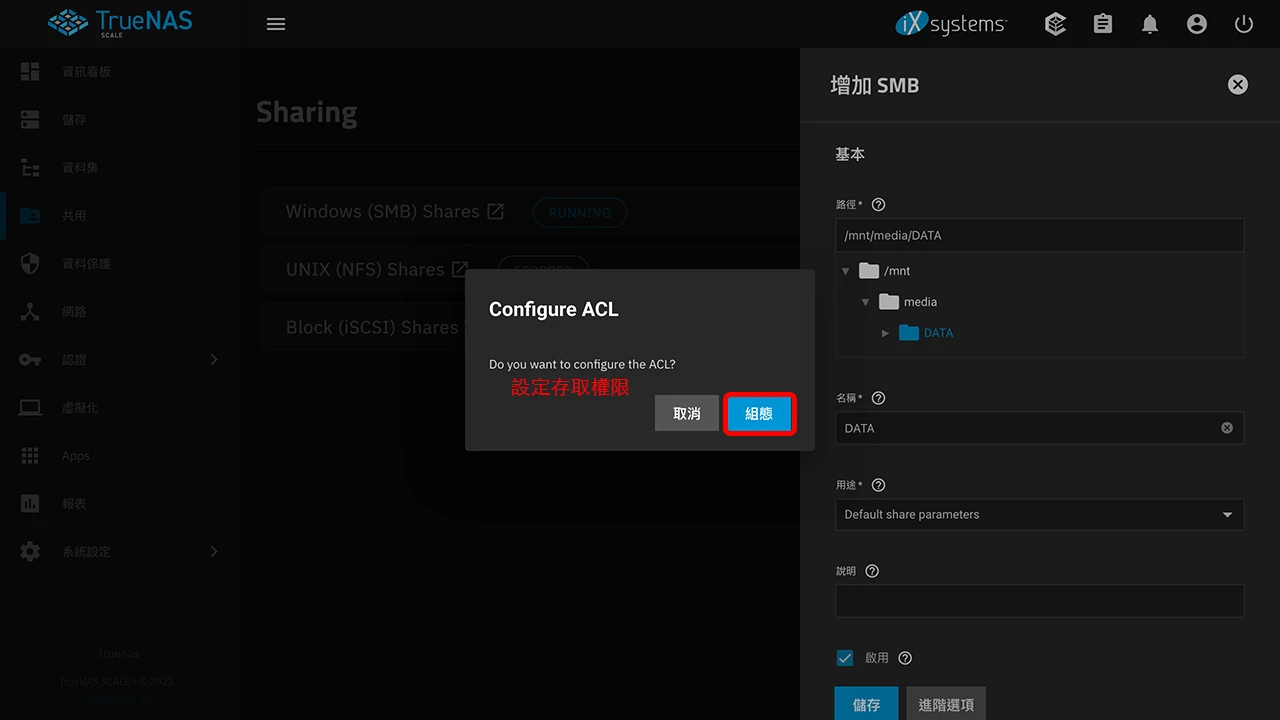 TrueNAS
SCALE
iXsystems
資訊看板
儲存
資料集
共用
資料保護
網路
認證
虛擬化
Apps
報表
系統設定
truenas
TrueNAS SCALE ® © 2023
Sharing
Windows (SMB) Shares
RUNNING
UNIX (NFS) Shares
STOPPED
Block (iSCSI) Shares
Configure ACL
Do you want to configure the ACL?
設定存取權限
取消
組態
增加 SMB
基本
路徑*
/mnt/media/DATA
/mnt
media
DATA
名稱*
DATA
用途*
Default share parameters
說明
啟用
儲存
進階選項